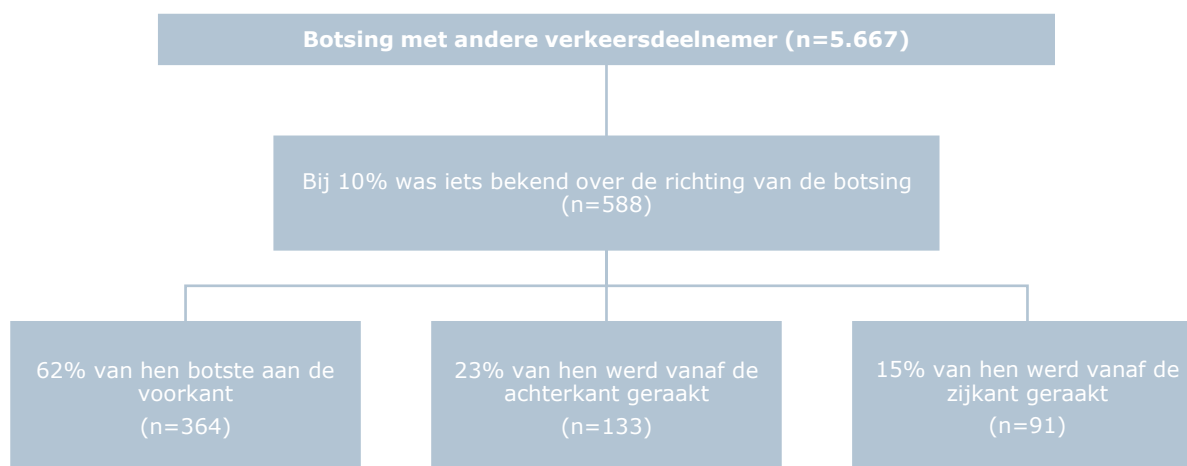 Botsing met andere verkeersdeelnemer (n=5.667)
Bij 10% was iets bekend over de richting van de botsing
(n=588)
62% van hen botste aan de
voorkant
(n=364)
23% van hen werd vanaf de
achterkant geraakt
(n=133)
15% van hen werd vanaf de
zijkant geraakt
(n=91)